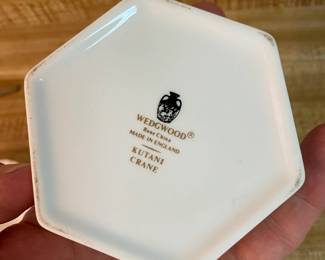 WEDGWOOD®
Bone China
MADE IN ENGLAND
KUTANI
CRANE